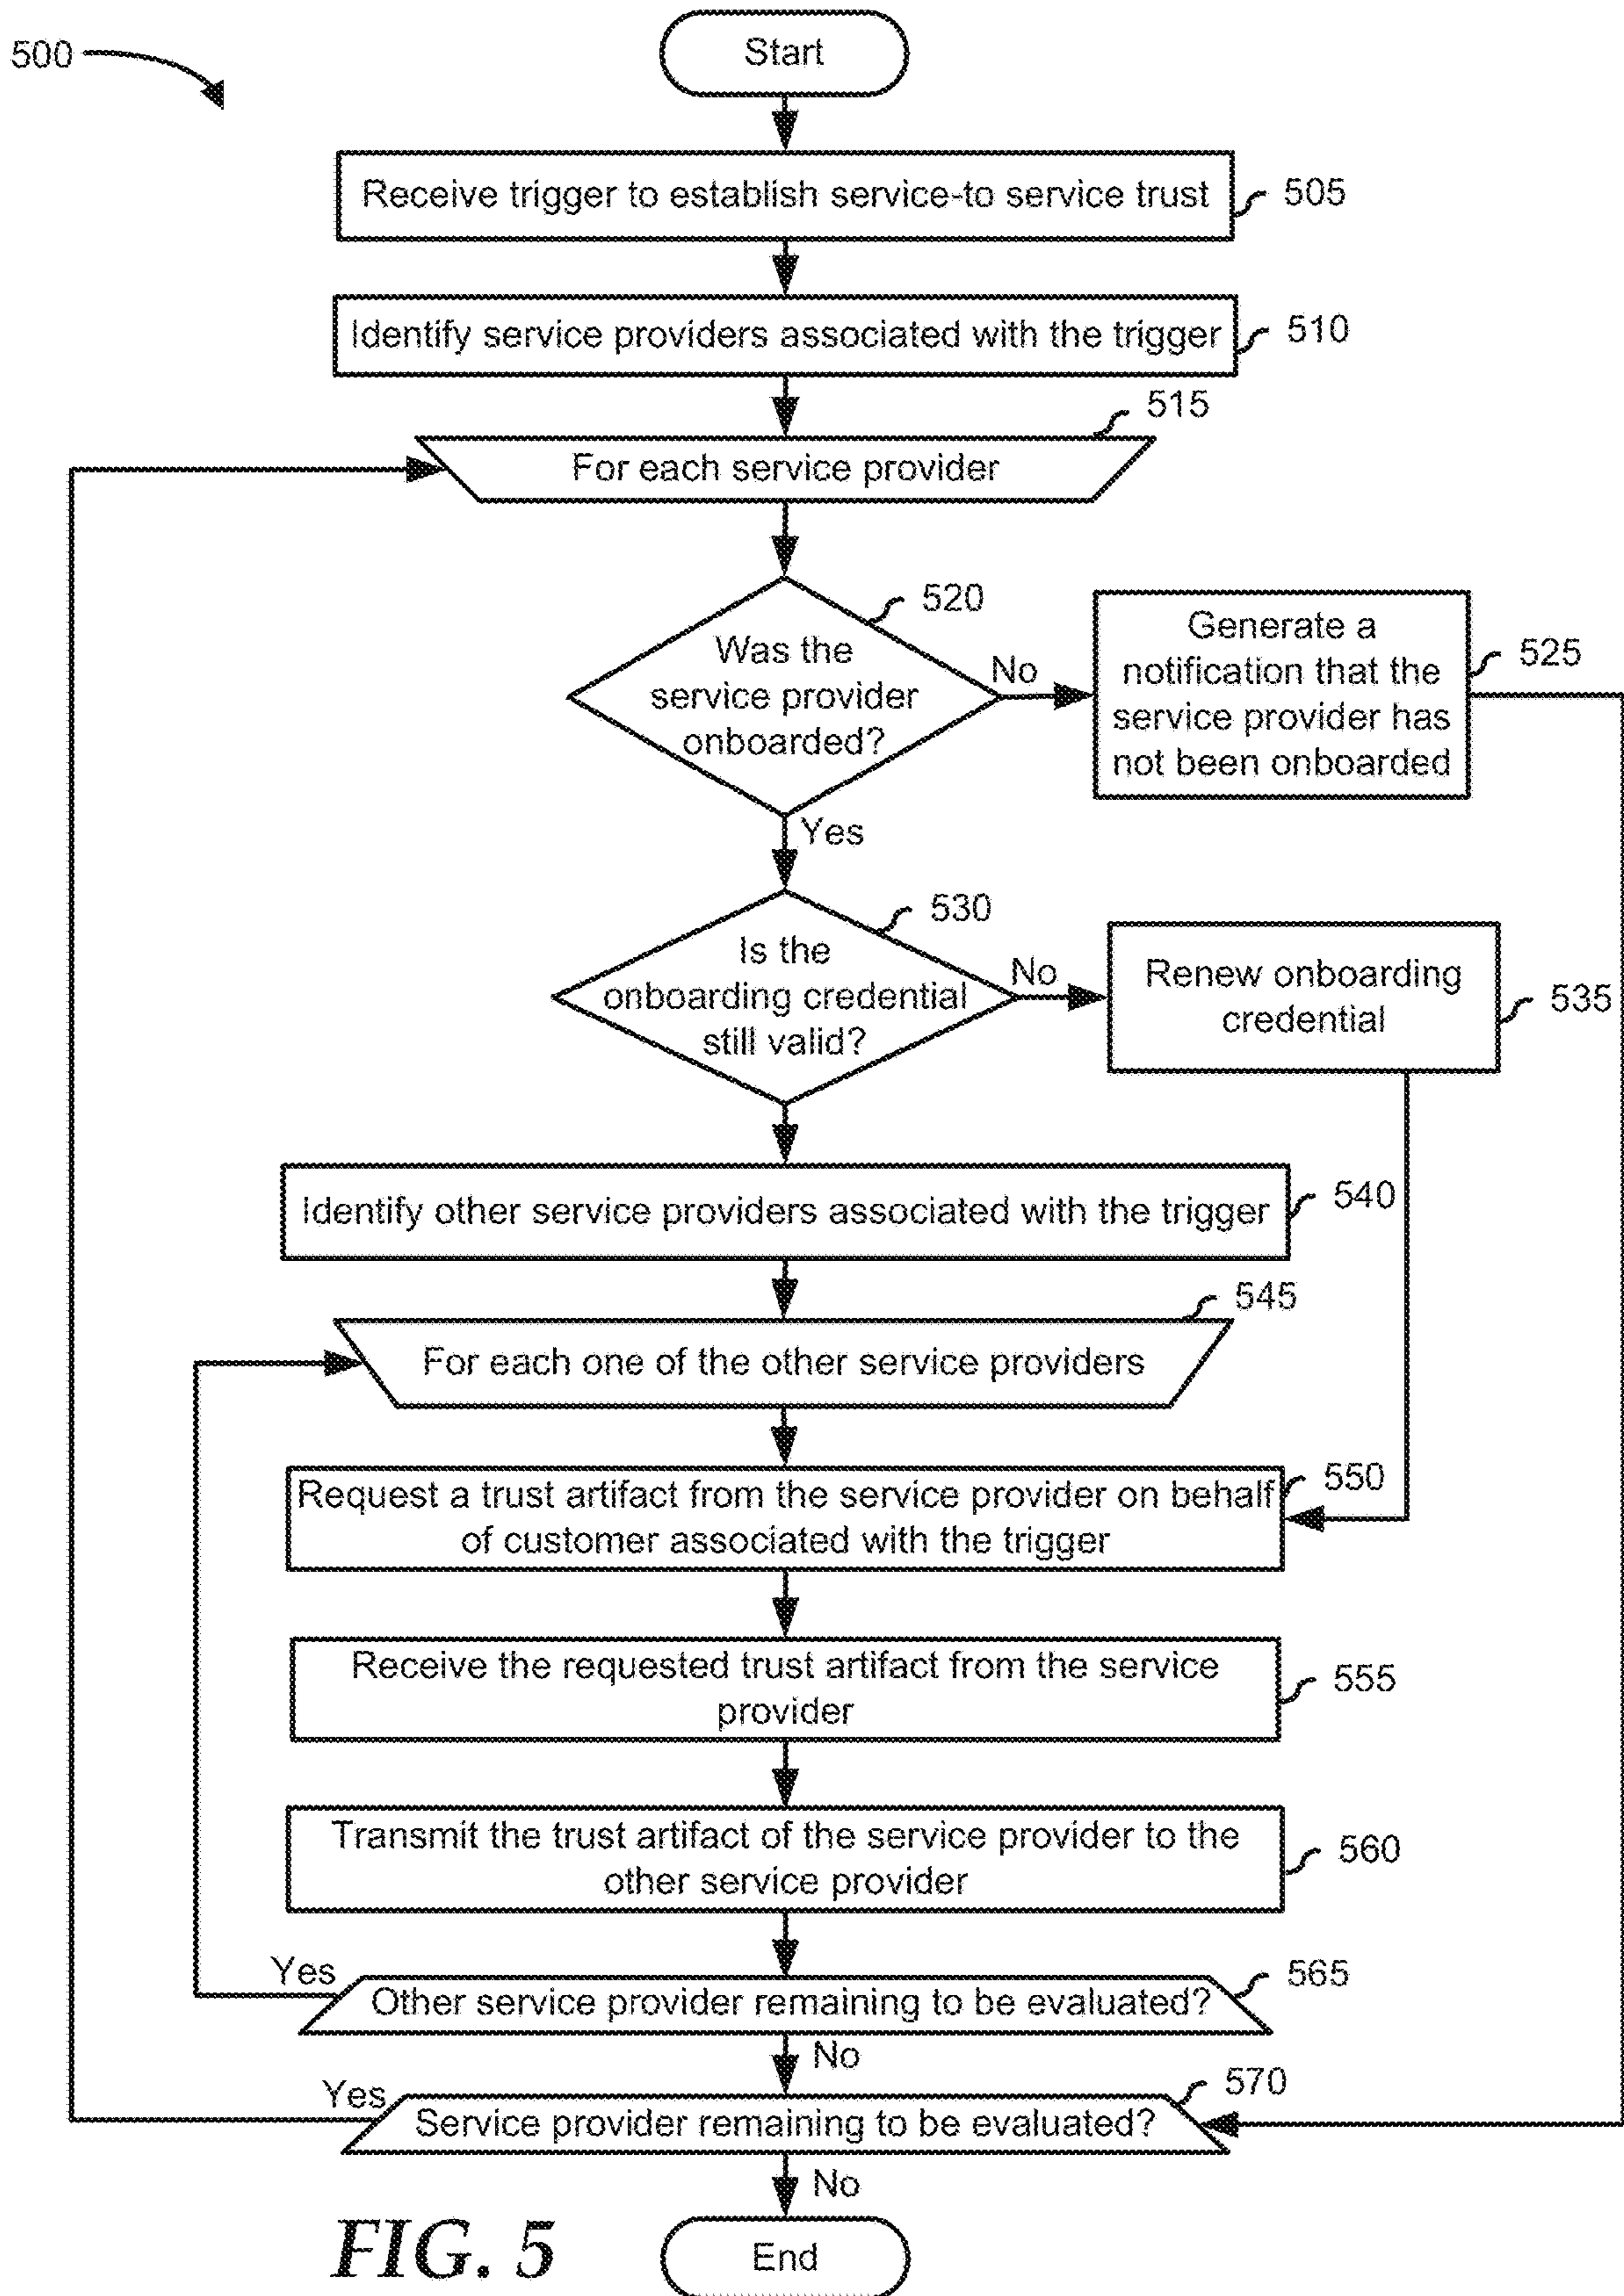 500
Start
Receive trigger to establish service-to service trust
505
Identify service providers associated with the trigger
510
515
For each service provider
520
Was the
service provider
onboarded?
No
Generate a
notification that the
service provider has
not been onboarded
525
Yes
530
Is the
onboarding credential
still valid?
No
Renew onboarding
credential
535
Identify other service providers associated with the trigger
540
545
For each one of the other service providers
Request a trust artifact from the service provider on behalf
of customer associated with the trigger
550
Receive the requested trust artifact from the service
provider
555
Transmit the trust artifact of the service provider to the
other service provider
560
Yes
Other service provider remaining to be evaluated?
565
No
Yes
Service provider remaining to be evaluated?
570
No
FIG. 5
End